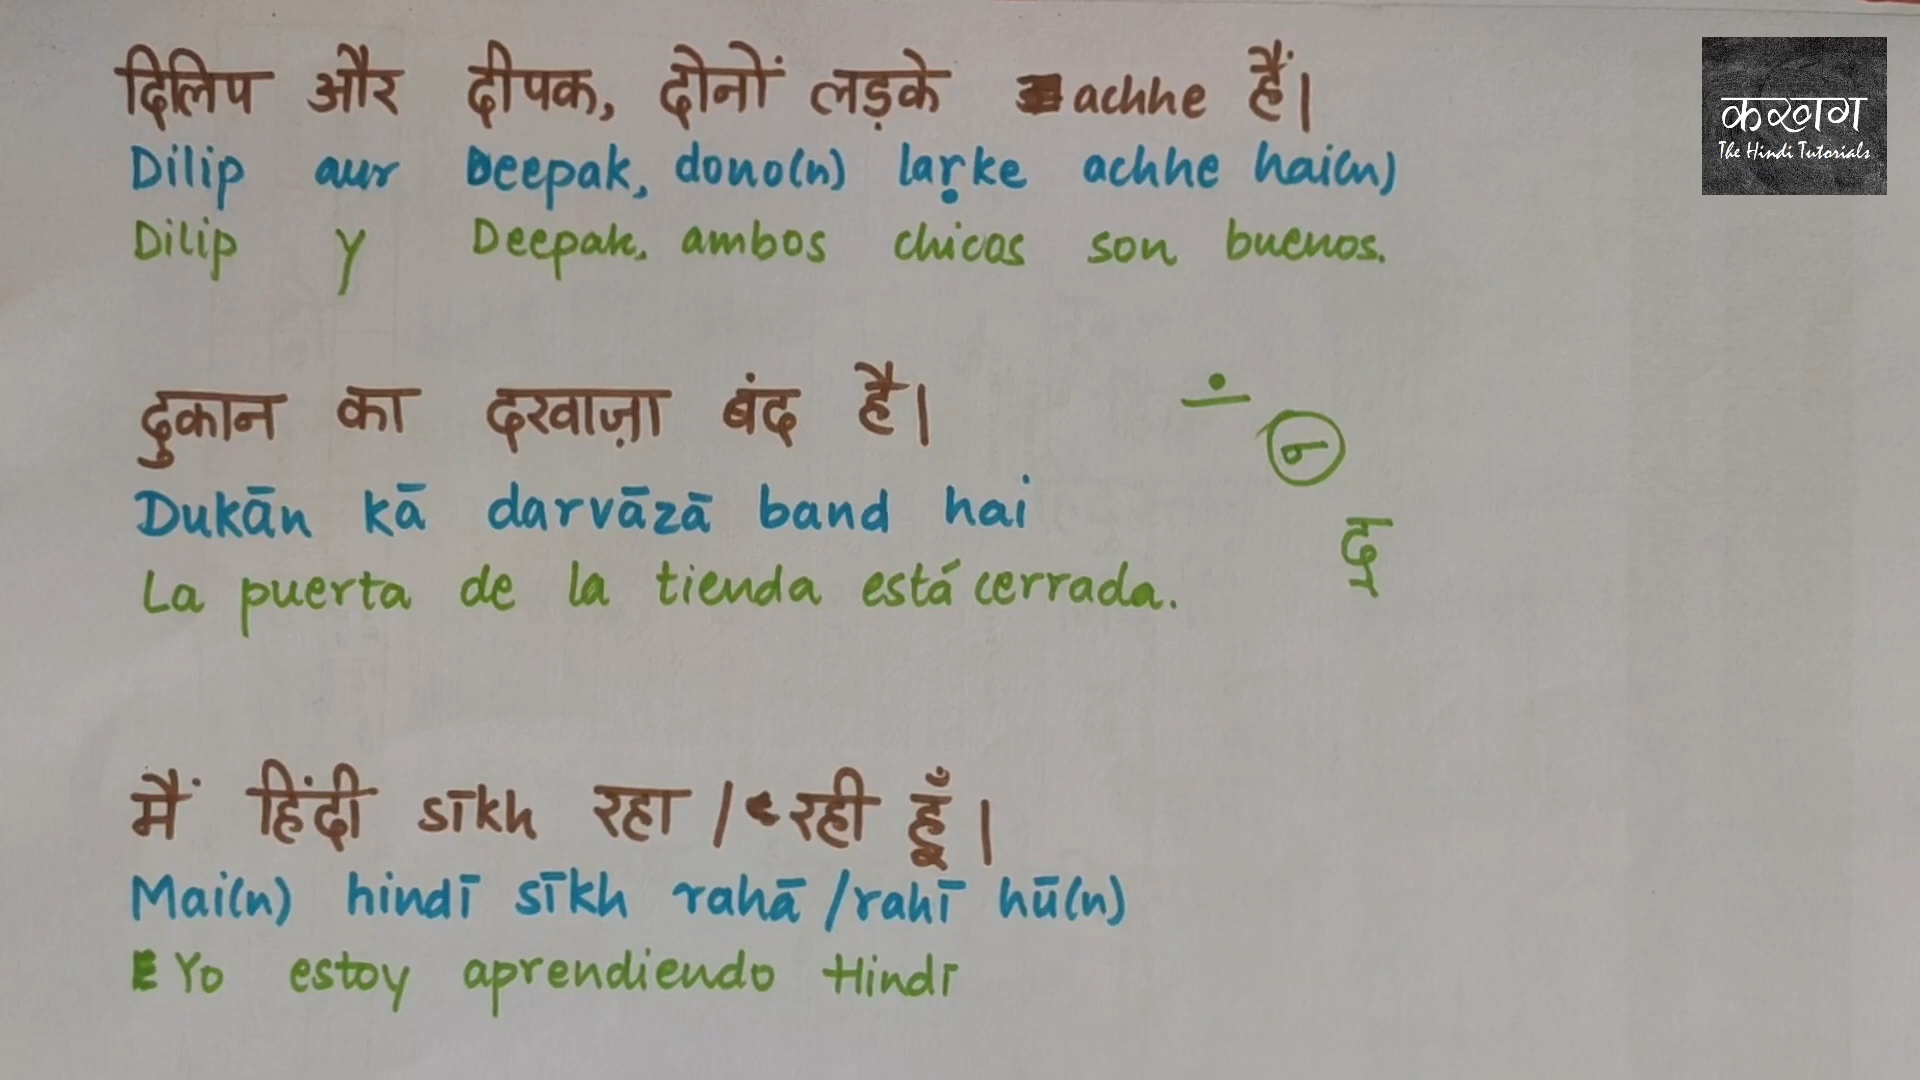 दिलिप और दीपक, दोनों लड़के achhe हैं।
Dilip aur Deepak, dono(n) laṛke achhe hai(n)
Dilip y Deepak, ambos chicos son buenos.
दुकान का दरवाज़ा बंद है।
Dukān kā darvāzā band hai
La puerta de la tienda está cerrada.
द्र
मैं हिंदी sīkh रहा / रही हूँ।
Mai(n) hindī sīkh rahā / rahī hū(n)
Yo estoy aprendiendo Hindī
कखग
The Hindi Tutorials